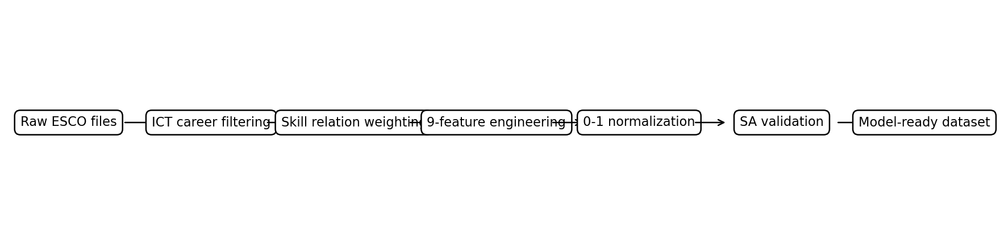 Raw ESCO files
ICT career filtering
Skill relation weighting
9-feature engineering
0-1 normalization
SA validation
Model-ready dataset